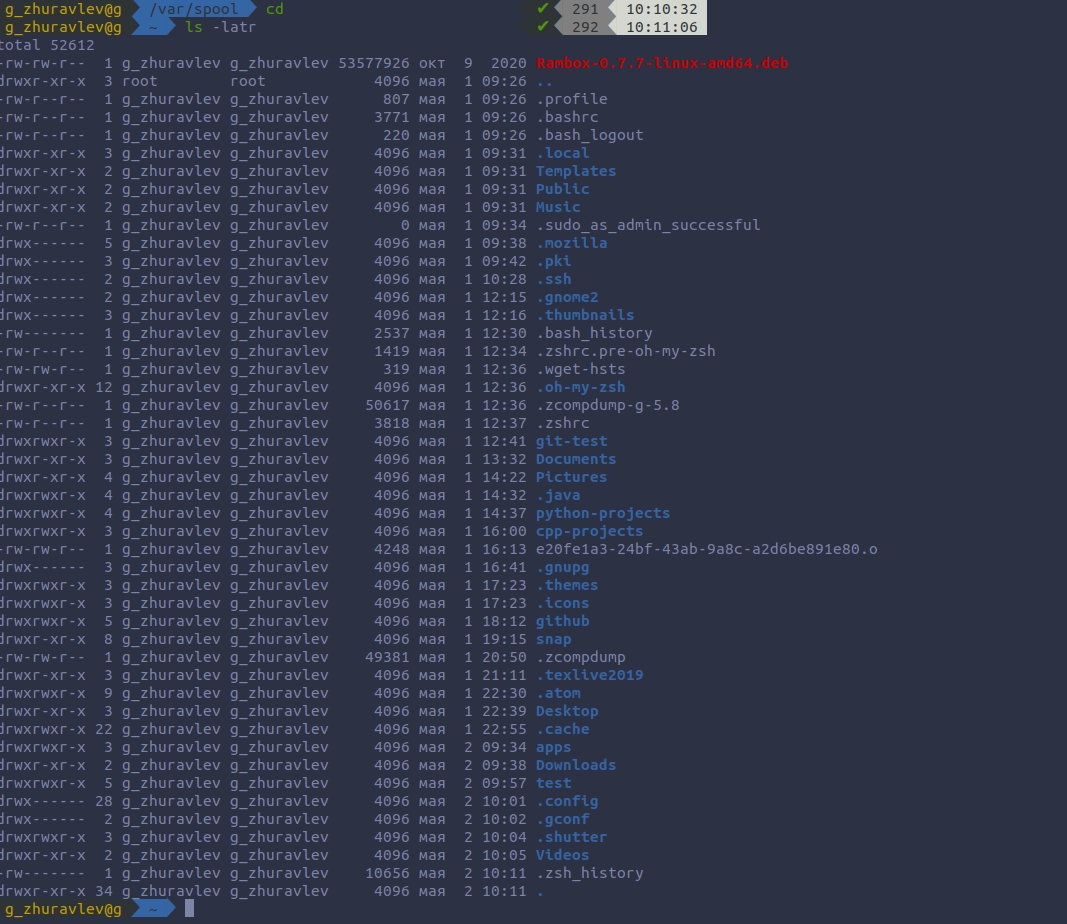 g_zhuravlev@g /var/spool cd ✔ 291 10:10:32
g_zhuravlev@g ~ ls -latr ✔ 292 10:11:06
total 52612
-rw-rw-r-- 1 g_zhuravlev g_zhuravlev 53577926 окт 9 2020 Rambox-0.7.7-linux-amd64.deb
drwxr-xr-x 3 root root 4096 мая 1 09:26 ..
-rw-r--r-- 1 g_zhuravlev g_zhuravlev 807 мая 1 09:26 .profile
-rw-r--r-- 1 g_zhuravlev g_zhuravlev 3771 мая 1 09:26 .bashrc
-rw-r--r-- 1 g_zhuravlev g_zhuravlev 220 мая 1 09:26 .bash_logout
drwxr-xr-x 3 g_zhuravlev g_zhuravlev 4096 мая 1 09:31 .local
drwxr-xr-x 2 g_zhuravlev g_zhuravlev 4096 мая 1 09:31 Templates
drwxr-xr-x 2 g_zhuravlev g_zhuravlev 4096 мая 1 09:31 Public
drwxr-xr-x 2 g_zhuravlev g_zhuravlev 4096 мая 1 09:31 Music
-rw-r--r-- 1 g_zhuravlev g_zhuravlev 0 мая 1 09:34 .sudo_as_admin_successful
drwx------ 5 g_zhuravlev g_zhuravlev 4096 мая 1 09:38 .mozilla
drwx------ 3 g_zhuravlev g_zhuravlev 4096 мая 1 09:42 .pki
drwx------ 2 g_zhuravlev g_zhuravlev 4096 мая 1 10:28 .ssh
drwx------ 2 g_zhuravlev g_zhuravlev 4096 мая 1 12:15 .gnome2
drwx------ 3 g_zhuravlev g_zhuravlev 4096 мая 1 12:16 .thumbnails
-rw------- 1 g_zhuravlev g_zhuravlev 2537 мая 1 12:30 .bash_history
-rw-r--r-- 1 g_zhuravlev g_zhuravlev 1419 мая 1 12:34 .zshrc.pre-oh-my-zsh
-rw-rw-r-- 1 g_zhuravlev g_zhuravlev 319 мая 1 12:36 .wget-hsts
drwxr-xr-x 12 g_zhuravlev g_zhuravlev 4096 мая 1 12:36 .oh-my-zsh
-rw-r--r-- 1 g_zhuravlev g_zhuravlev 50617 мая 1 12:36 .zcompdump-g-5.8
-rw-r--r-- 1 g_zhuravlev g_zhuravlev 3818 мая 1 12:37 .zshrc
drwxrwxr-x 3 g_zhuravlev g_zhuravlev 4096 мая 1 12:41 git-test
drwxr-xr-x 3 g_zhuravlev g_zhuravlev 4096 мая 1 13:32 Documents
drwxr-xr-x 4 g_zhuravlev g_zhuravlev 4096 мая 1 14:22 Pictures
drwxrwxr-x 4 g_zhuravlev g_zhuravlev 4096 мая 1 14:32 .java
drwxrwxr-x 4 g_zhuravlev g_zhuravlev 4096 мая 1 14:37 python-projects
drwxrwxr-x 3 g_zhuravlev g_zhuravlev 4096 мая 1 16:00 cpp-projects
-rw-rw-r-- 1 g_zhuravlev g_zhuravlev 4248 мая 1 16:13 e20fe1a3-24bf-43ab-9a8c-a2d6be891e80.o
drwx------ 3 g_zhuravlev g_zhuravlev 4096 мая 1 16:41 .gnupg
drwxrwxr-x 3 g_zhuravlev g_zhuravlev 4096 мая 1 17:23 .themes
drwxrwxr-x 3 g_zhuravlev g_zhuravlev 4096 мая 1 17:23 .icons
drwxrwxr-x 5 g_zhuravlev g_zhuravlev 4096 мая 1 18:12 github
drwxr-xr-x 8 g_zhuravlev g_zhuravlev 4096 мая 1 19:15 snap
-rw-rw-r-- 1 g_zhuravlev g_zhuravlev 49381 мая 1 20:50 .zcompdump
drwxr-xr-x 3 g_zhuravlev g_zhuravlev 4096 мая 1 21:11 .texlive2019
drwxrwxr-x 9 g_zhuravlev g_zhuravlev 4096 мая 1 22:30 .atom
drwxr-xr-x 3 g_zhuravlev g_zhuravlev 4096 мая 1 22:39 Desktop
drwxrwxr-x 22 g_zhuravlev g_zhuravlev 4096 мая 1 22:55 .cache
drwxrwxr-x 3 g_zhuravlev g_zhuravlev 4096 мая 2 09:34 apps
drwxr-xr-x 2 g_zhuravlev g_zhuravlev 4096 мая 2 09:38 Downloads
drwxrwxr-x 5 g_zhuravlev g_zhuravlev 4096 мая 2 09:57 test
drwx------ 28 g_zhuravlev g_zhuravlev 4096 мая 2 10:01 .config
drwx------ 2 g_zhuravlev g_zhuravlev 4096 мая 2 10:02 .gconf
drwxrwxr-x 3 g_zhuravlev g_zhuravlev 4096 мая 2 10:04 .shutter
drwxr-xr-x 2 g_zhuravlev g_zhuravlev 4096 мая 2 10:05 Videos
-rw------- 1 g_zhuravlev g_zhuravlev 10656 мая 2 10:11 .zsh_history
drwxr-xr-x 34 g_zhuravlev g_zhuravlev 4096 мая 2 10:11 .
g_zhuravlev@g ~